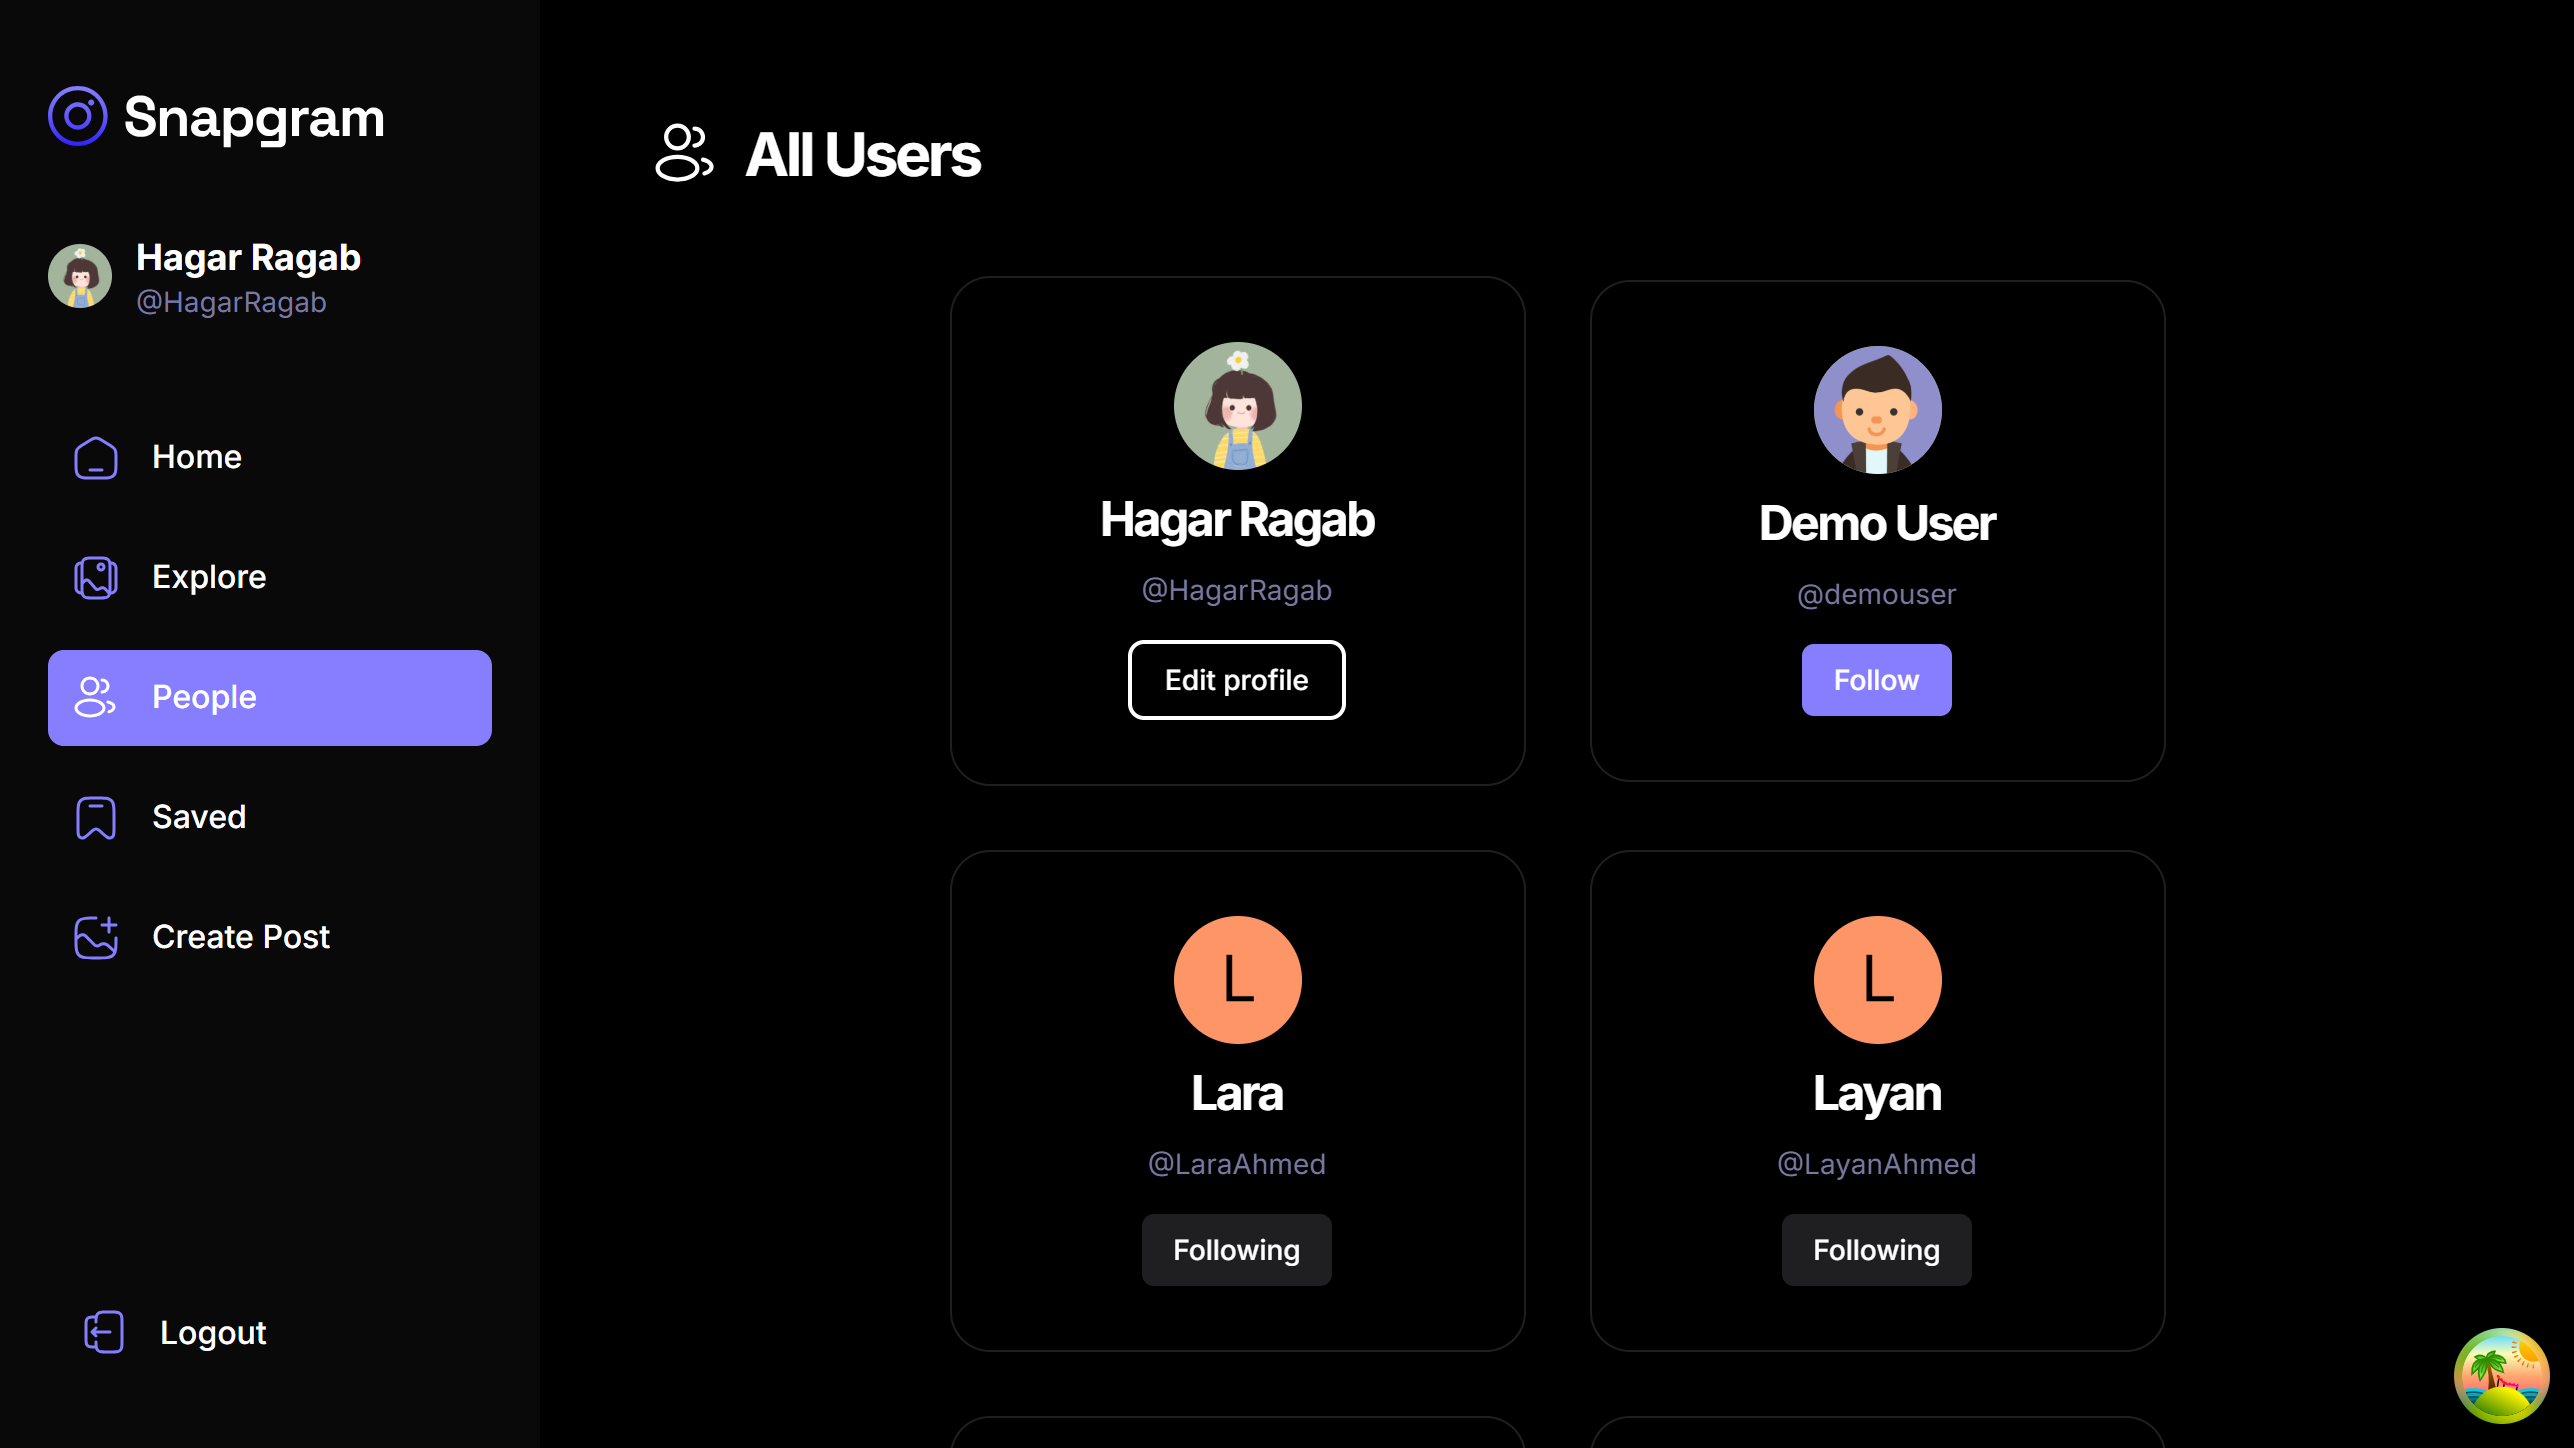 Snapgram
Hagar Ragab
@HagarRagab
Home
Explore
People
Saved
Create Post
Logout
All Users
Hagar Ragab
@HagarRagab
Edit profile
Demo User
@demouser
Follow
L
Lara
@LaraAhmed
Following
L
Layan
@LayanAhmed
Following